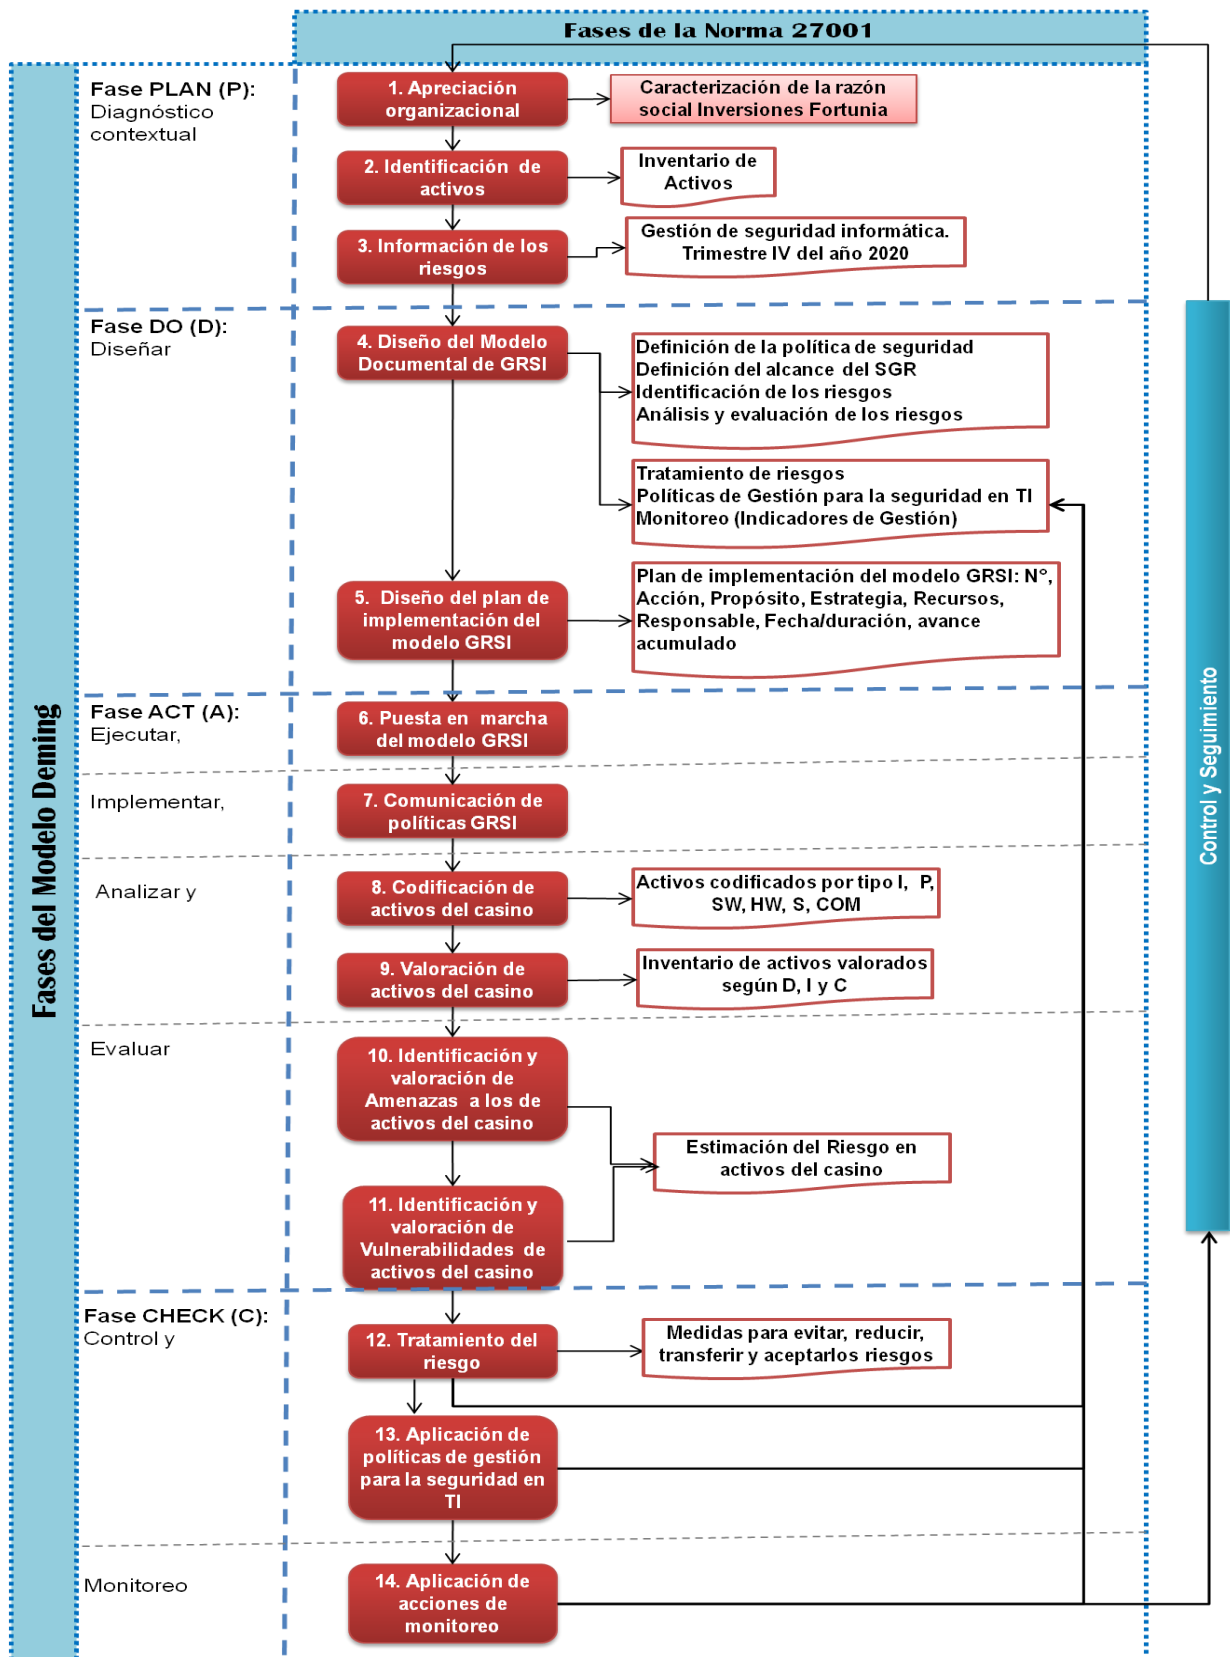 Fases de la Norma 27001
Fases del Modelo Deming
Control y Seguimiento
Fase PLAN (P):
Diagnóstico
contextual
1. Apreciación
organizacional
Caracterización de la razón
social Inversiones Fortunia
2. Identificación de
activos
Inventario de
Activos
3. Información de los
riesgos
Gestión de seguridad informática.
Trimestre IV del año 2020
Fase DO (D):
Diseñar
4. Diseño del Modelo
Documental de GRSI
Definición de la política de seguridad
Definición del alcance del SGR
Identificación de los riesgos
Análisis y evaluación de los riesgos
Tratamiento de riesgos
Políticas de Gestión para la seguridad en TI
Monitoreo (Indicadores de Gestión)
5. Diseño del plan de
implementación del
modelo GRSI
Plan de implementación del modelo GRSI: N°,
Acción, Propósito, Estrategia, Recursos,
Responsable, Fecha/duración, avance
acumulado
Fase ACT (A):
Ejecutar,
6. Puesta en marcha
del modelo GRSI
Implementar,
7. Comunicación de
políticas GRSI
Analizar y
8. Codificación de
activos del casino
Activos codificados por tipo I, P,
SW, HW, S, COM
9. Valoración de
activos del casino
Inventario de activos valorados
según D, I y C
Evaluar
10. Identificación y
valoración de
Amenazas a los de
activos del casino
Estimación del Riesgo en
activos del casino
11. Identificación y
valoración de
Vulnerabilidades de
activos del casino
Fase CHECK (C):
Control y
12. Tratamiento del
riesgo
Medidas para evitar, reducir,
transferir y aceptarlos riesgos
13. Aplicación de
políticas de gestión
para la seguridad en
TI
Monitoreo
14. Aplicación de
acciones de
monitoreo